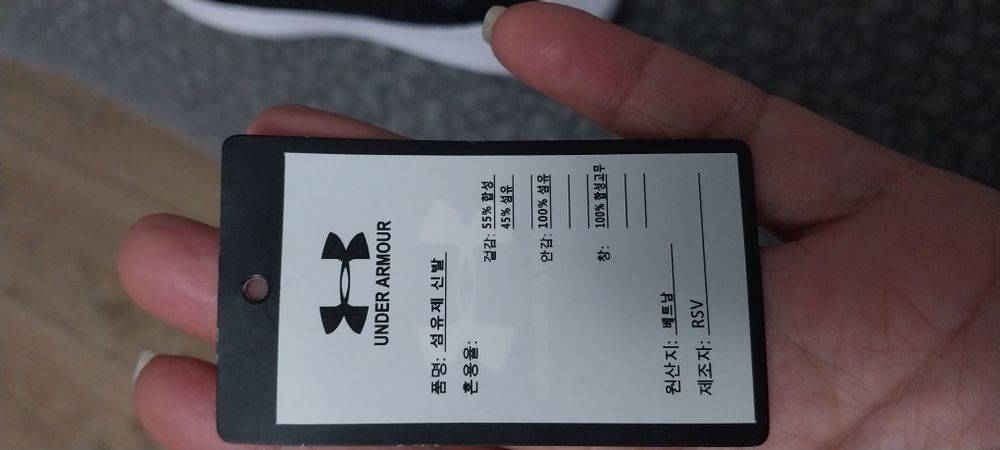 UNDER ARMOUR
품명: 섬유제 신발
혼용율:
겉감: 55% 합성
45% 섬유
안감: 100% 섬유
창: 100% 합성고무
원산지: 베트남
제조자: RSV